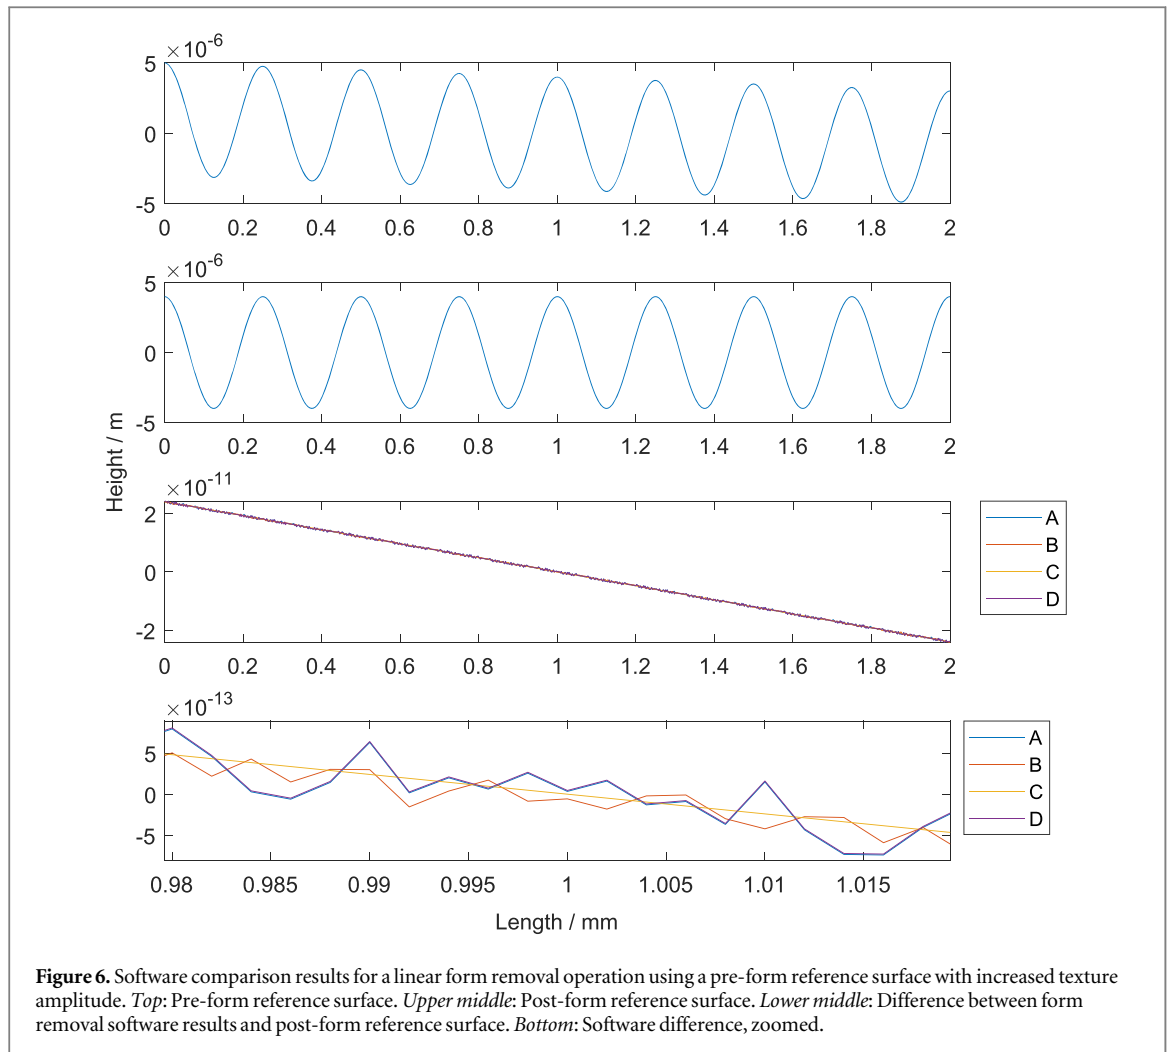 ×10-6
5
0
-5
0 0.2 0.4 0.6 0.8 1 1.2 1.4 1.6 1.8 2
×10-6
5
0
-5
0 0.2 0.4 0.6 0.8 1 1.2 1.4 1.6 1.8 2
Height / m
×10-11
2
0
-2
0 0.2 0.4 0.6 0.8 1 1.2 1.4 1.6 1.8 2
A
B
C
D
×10-13
5
0
-5
0.98 0.985 0.99 0.995 1 1.005 1.01 1.015
A
B
C
D
Length / mm
Figure 6. Software comparison results for a linear form removal operation using a pre-form reference surface with increased texture
amplitude. Top: Pre-form reference surface. Upper middle: Post-form reference surface. Lower middle: Difference between form
removal software results and post-form reference surface. Bottom: Software difference, zoomed.